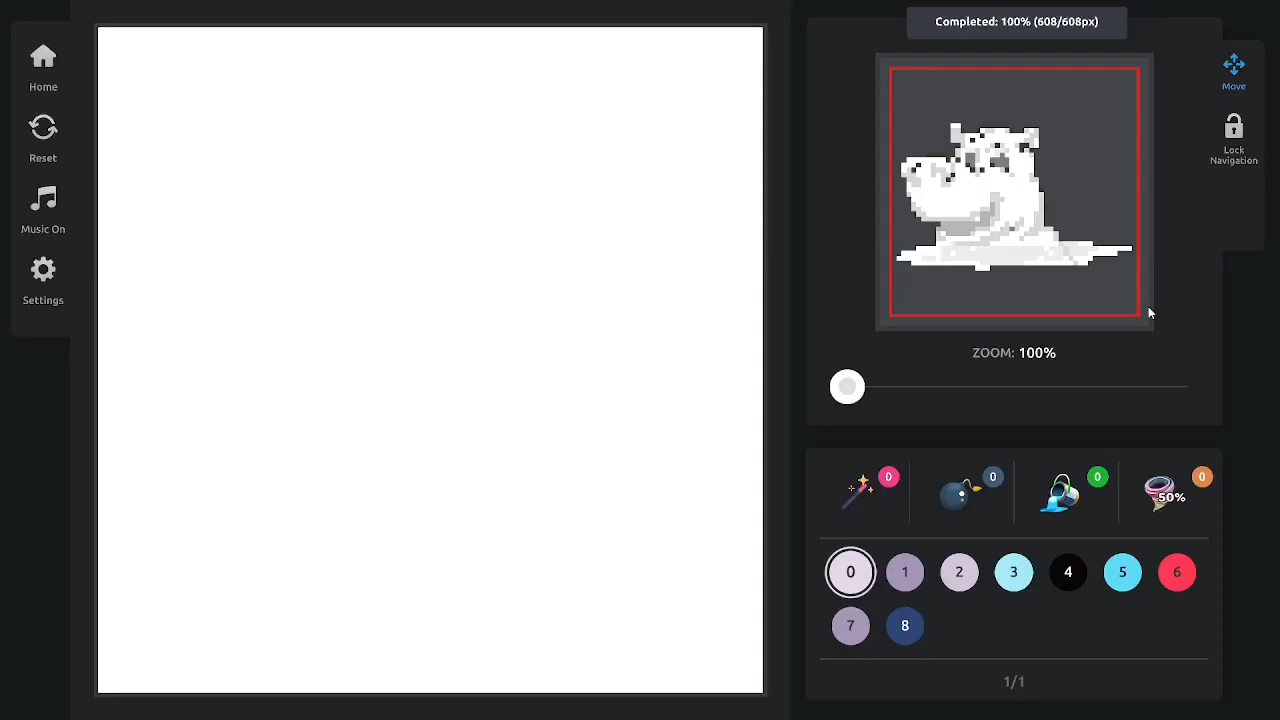 Completed: 100% (608/608px)
Home
Reset
Music On
Settings
Move
Lock
Navigation
ZOOM: 100%
0
0
0
0
50%
0
1
2
3
4
5
6
7
8
1/1